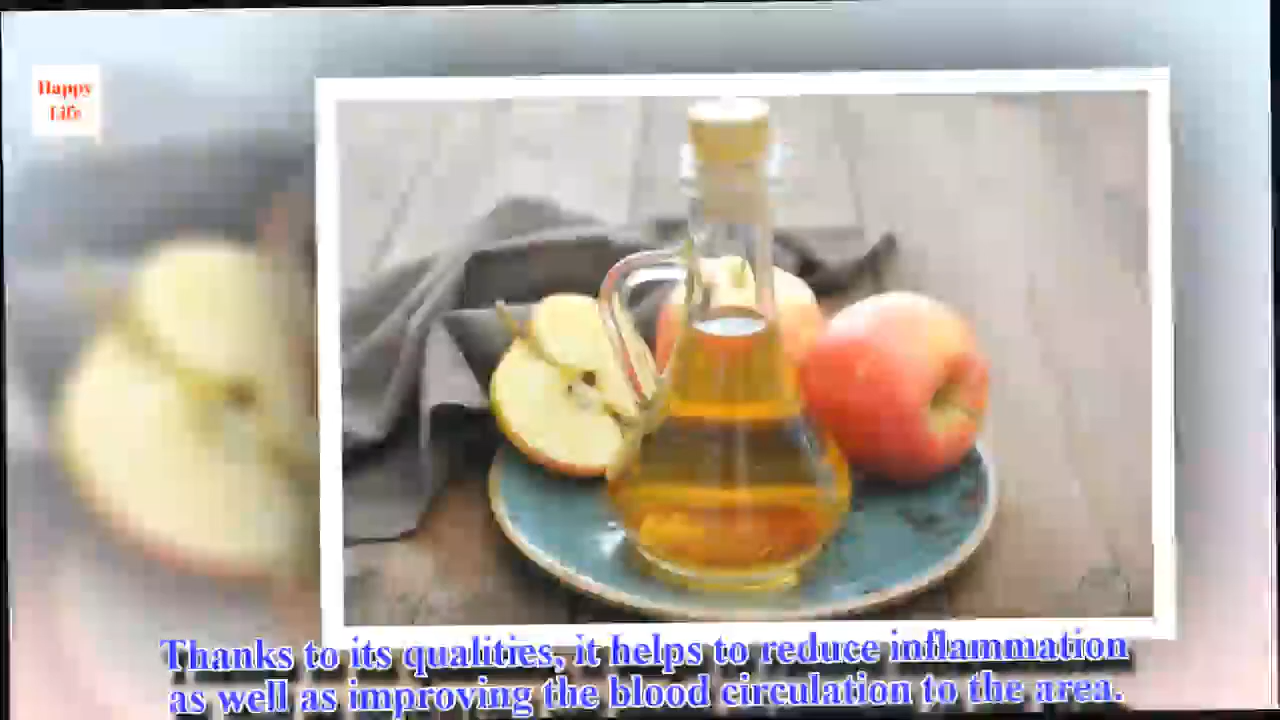 Happy
Life
Thanks to its qualities, it helps to reduce inflammation
as well as improving the blood circulation to the area.